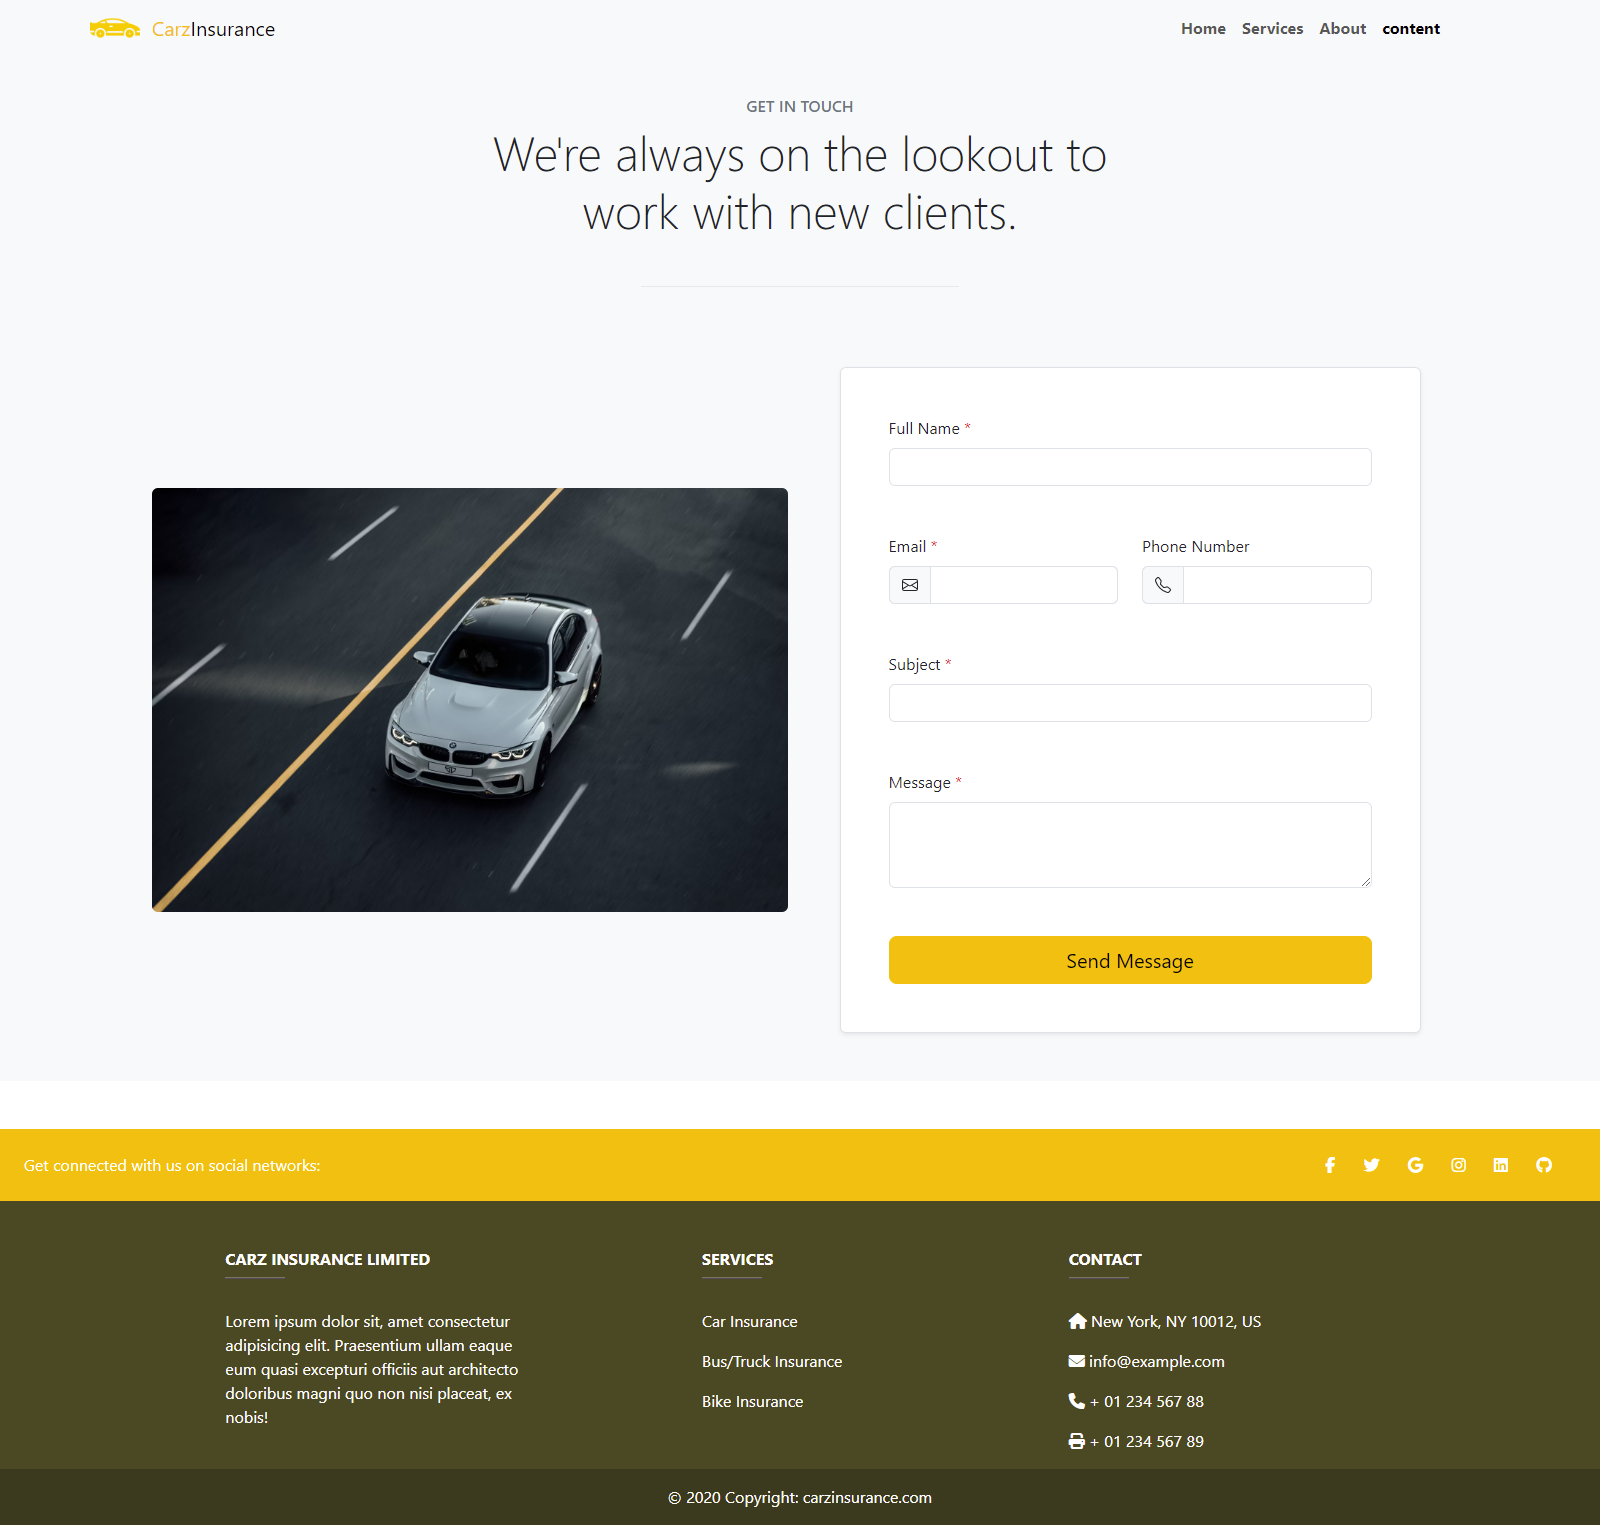 CarzInsurance
Home Services About content
GET IN TOUCH
We're always on the lookout to
work with new clients.
Full Name *
Email *
Phone Number
Subject *
Message *
Send Message
Get connected with us on social networks:
CARZ INSURANCE LIMITED
Lorem ipsum dolor sit, amet consectetur
adipisicing elit. Praesentium ullam eaque
eum quasi excepturi officiis aut architecto
doloribus magni quo non nisi placeat, ex
nobis!
SERVICES
Car Insurance
Bus/Truck Insurance
Bike Insurance
CONTACT
New York, NY 10012, US
info@example.com
+ 01 234 567 88
+ 01 234 567 89
© 2020 Copyright: carzinsurance.com